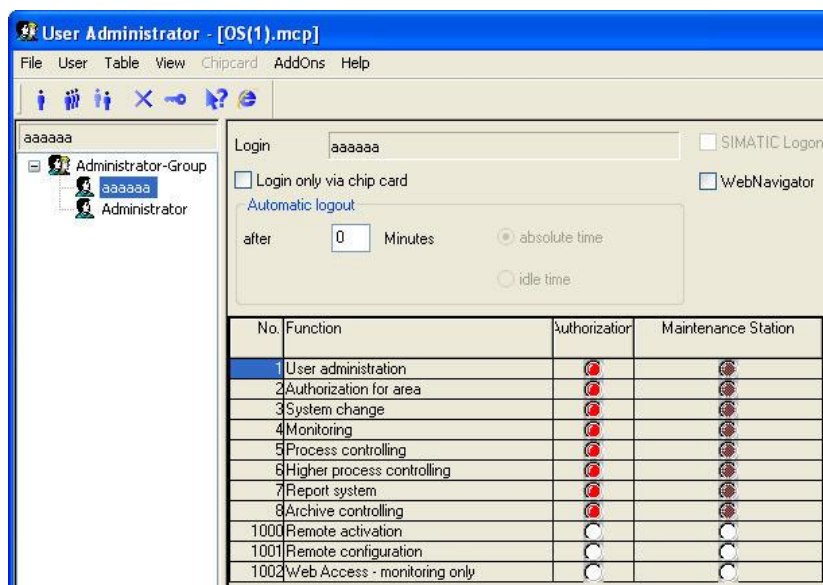 User Administrator - [OS(1).mcp]
File User Table View Chipcard AddOns Help
aaaaaa
Administrator-Group
aaaaaa
Administrator
Login aaaaaa SIMATIC Logon
Login only via chip card WebNavigator
Automatic logout
after 0 Minutes absolute time
idle time
No. Function Authorization Maintenance Station
1 User administration
2 Authorization for area
3 System change
4 Monitoring
5 Process controlling
6 Higher process controlling
7 Report system
8 Archive controlling
1000 Remote activation
1001 Remote configuration
1002 Web Access - monitoring only